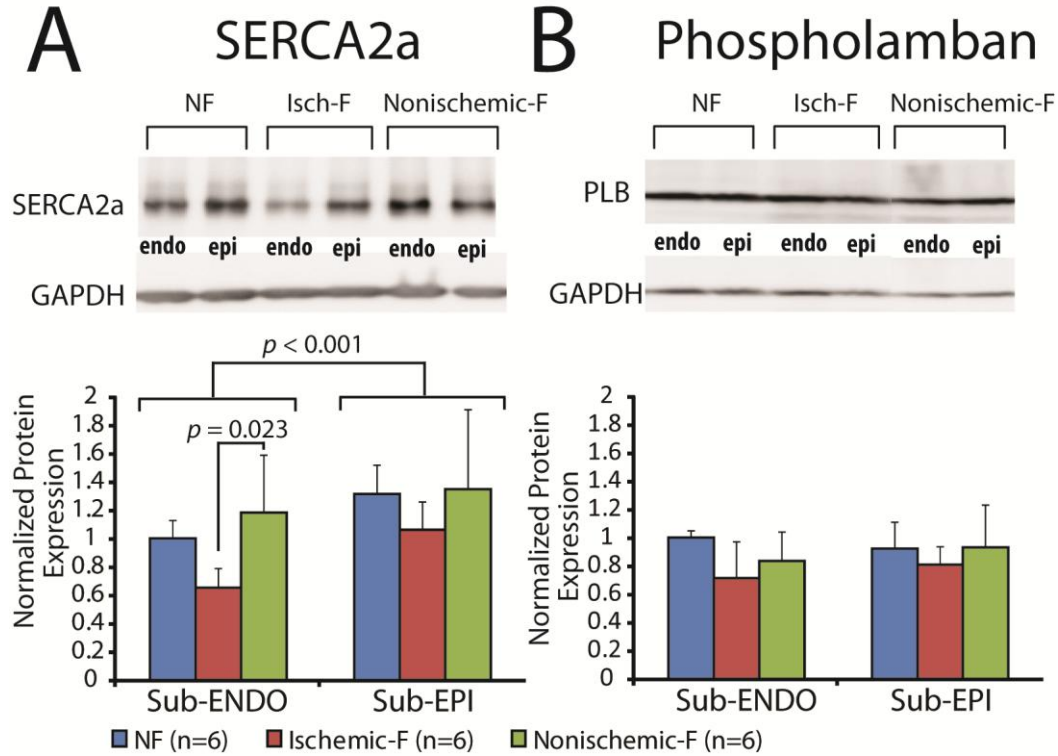 A SERCA2a
NF Isch-F Nonischemic-F
SERCA2a
endo epi endo epi endo epi
GAPDH
p < 0.001
p = 0.023
Normalized Protein
Expression
2
1.8
1.6
1.4
1.2
1
0.8
0.6
0.4
0.2
0
Sub-ENDO Sub-EPI
B Phospholamban
NF Isch-F Nonischemic-F
PLB
endo epi endo epi endo epi
GAPDH
Normalized Protein
Expression
2
1.8
1.6
1.4
1.2
1
0.8
0.6
0.4
0.2
0
Sub-ENDO Sub-EPI
NF (n=6) Ischemic-F (n=6) Nonischemic-F (n=6)